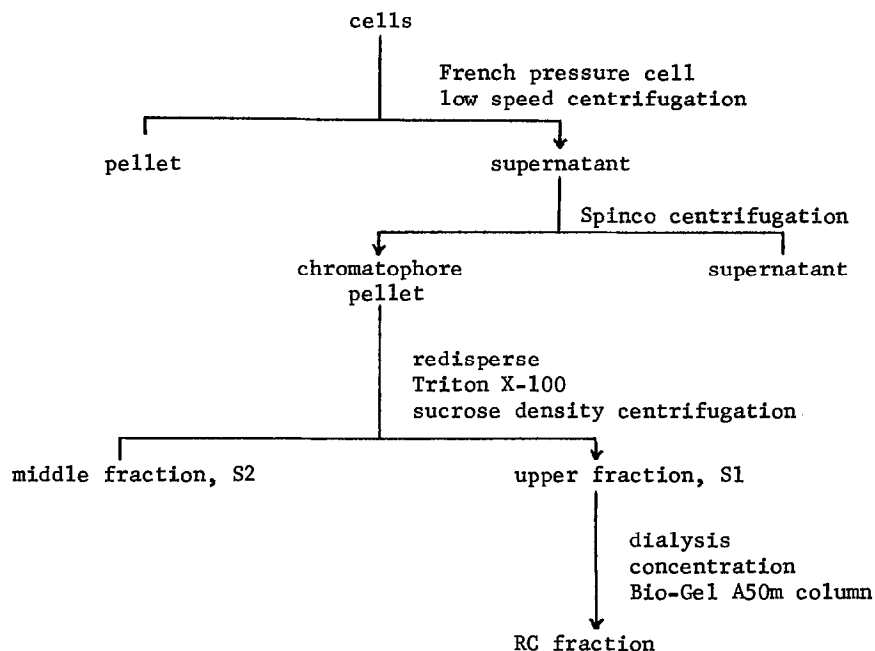 cells
French pressure cell
low speed centrifugation
pellet
supernatant
Spinco centrifugation
chromatophore
pellet
supernatant
redisperse
Triton X-100
sucrose density centrifugation
middle fraction, S2
upper fraction, S1
dialysis
concentration
Bio-Gel A50m column
RC fraction